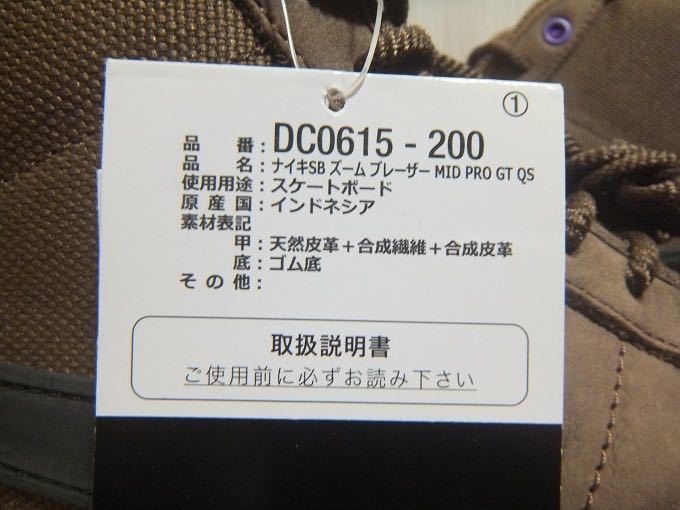 ①
品番：DC0615 - 200
品名：ナイキSB ズーム ブレーザー MID PRO GT QS
使用用途：スケートボード
原産国：インドネシア
素材表記
甲：天然皮革＋合成繊維＋合成皮革
底：ゴム底
その他：
取扱説明書
ご使用前に必ずお読み下さい